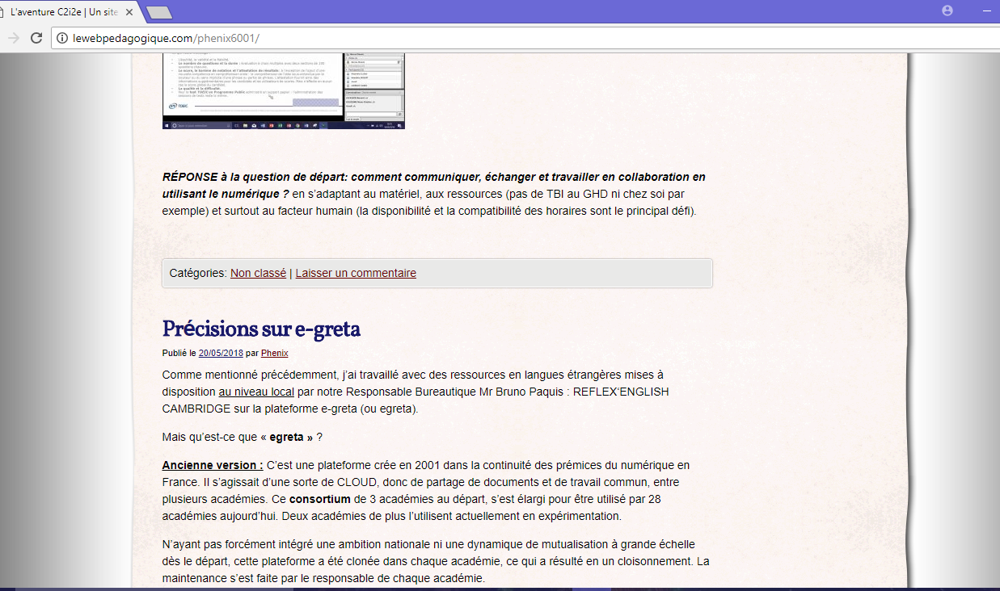 L'aventure C2i2e | Un site
lewebpedagogique.com/phenix6001/
TOEIC
RÉPONSE à la question de départ: comment communiquer, échanger et travailler en collaboration en
utilisant le numérique ? en s'adaptant au matériel, aux ressources (pas de TBI au GHD ni chez soi par
exemple) et surtout au facteur humain (la disponibilité et la compatibilité des horaires sont le principal défi).
Catégories: Non classé | Laisser un commentaire
Précisions sur e-greta
Publié le 20/05/2018 par Phenix
Comme mentionné précédemment, j'ai travaillé avec des ressources en langues étrangères mises à
disposition au niveau local par notre Responsable Bureautique Mr Bruno Paquis : REFLEX'ENGLISH
CAMBRIDGE sur la plateforme e-greta (ou egreta).
Mais qu'est-ce que « egreta » ?
Ancienne version : C'est une plateforme crée en 2001 dans la continuité des prémices du numérique en
France. Il s'agissait d'une sorte de CLOUD, donc de partage de documents et de travail commun, entre
plusieurs académies. Ce consortium de 3 académies au départ, s'est élargi pour être utilisé par 28
académies aujourd'hui. Deux académies de plus l'utilisent actuellement en expérimentation.
N'ayant pas forcément intégré une ambition nationale ni une dynamique de mutualisation à grande échelle
dès le départ, cette plateforme a été clonée dans chaque académie, ce qui a résulté en un cloisonnement. La
maintenance s'est faite par le responsable de chaque académie.